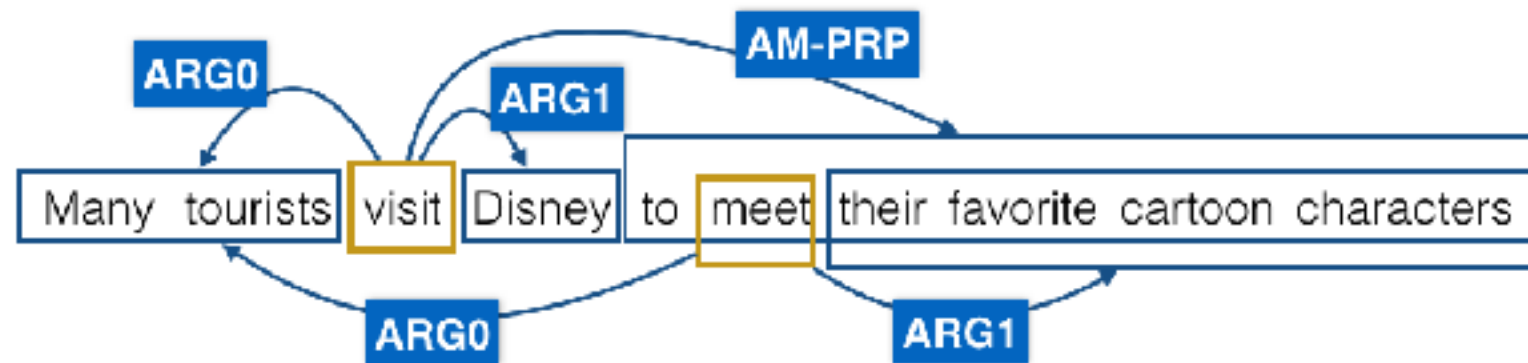 AM-PRP
ARG0
ARG1
Many tourists visit Disney to meet their favorite cartoon characters
ARG0 ARG1